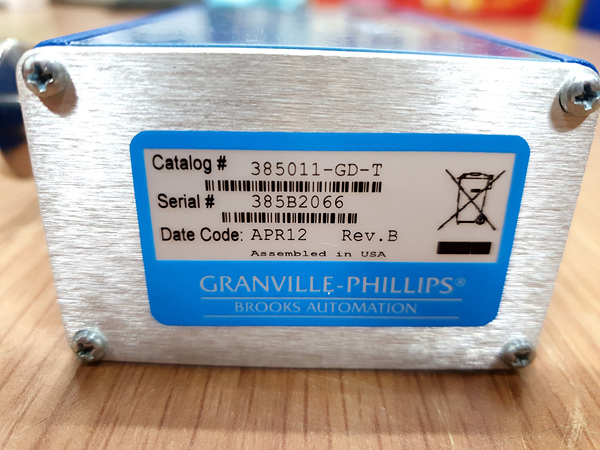 Catalog # 385011-GD-T
Serial # 385B2066
Date Code: APR12 Rev.B
Assembled in USA
GRANVILLE-PHILLIPS®
BROOKS AUTOMATION